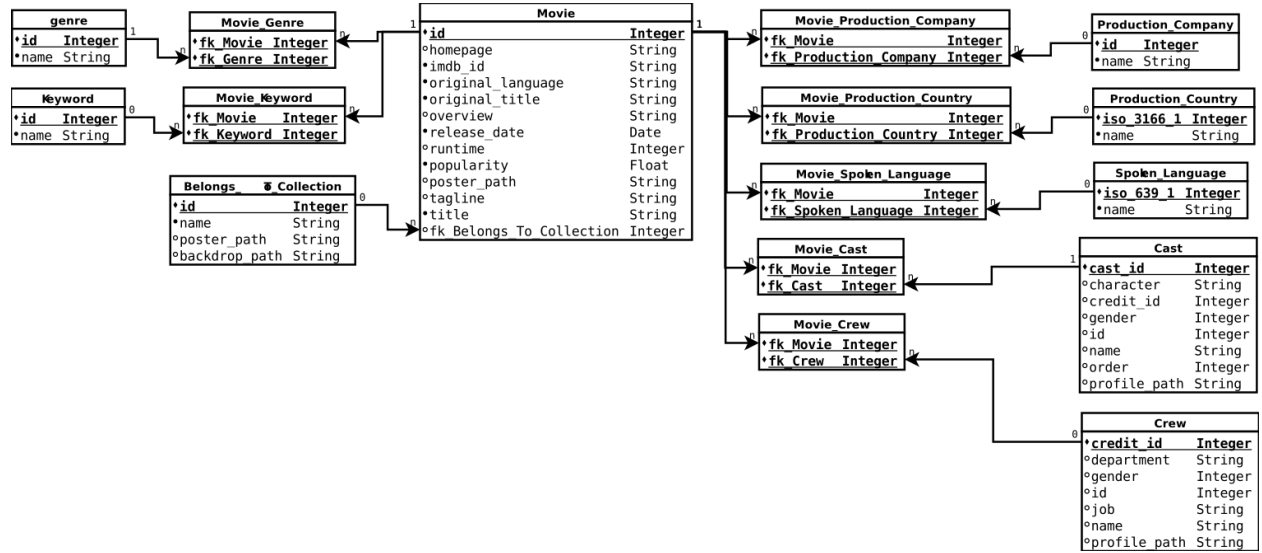 genre
id Integer
name String
1
n
Movie_Genre
fk_Movie Integer
fk_Genre Integer
n
Keyword
id Integer
name String
0
n
Movie_Keyword
fk_Movie Integer
fk_Keyword Integer
n
Belongs_To_Collection
id Integer
name String
poster_path String
backdrop_path String
0
n
Movie
1
1
id Integer
homepage String
imdb_id String
original_language String
original_title String
overview String
release_date Date
runtime Integer
popularity Float
poster_path String
tagline String
title String
fk_Belongs_To_Collection Integer
Movie_Production_Company
n
fk_Movie Integer
fk_Production_Company Integer
n
0
Production_Company
id Integer
name String
Movie_Production_Country
n
fk_Movie Integer
fk_Production_Country Integer
n
0
Production_Country
iso_3166_1 Integer
name String
Movie_Spoken_Language
n
fk_Movie Integer
fk_Spoken_Language Integer
n
0
Spoken_Language
iso_639_1 Integer
name String
Movie_Cast
n
fk_Movie Integer
fk_Cast Integer
n
1
Cast
cast_id Integer
character String
credit_id Integer
gender Integer
id Integer
name String
order Integer
profile_path String
Movie_Crew
n
fk_Movie Integer
fk_Crew Integer
n
0
Crew
credit_id Integer
department String
gender Integer
id Integer
job String
name String
profile_path String